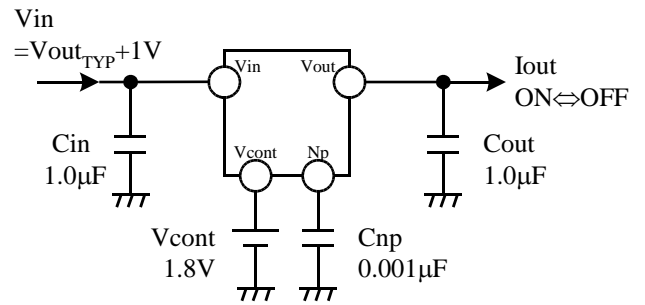 Vin
=VoutTYP+1V
Vin
Vout
Iout
ON⇔OFF
Cin
1.0μF
Vcont
Np
Cout
1.0μF
Vcont
1.8V
Cnp
0.001μF